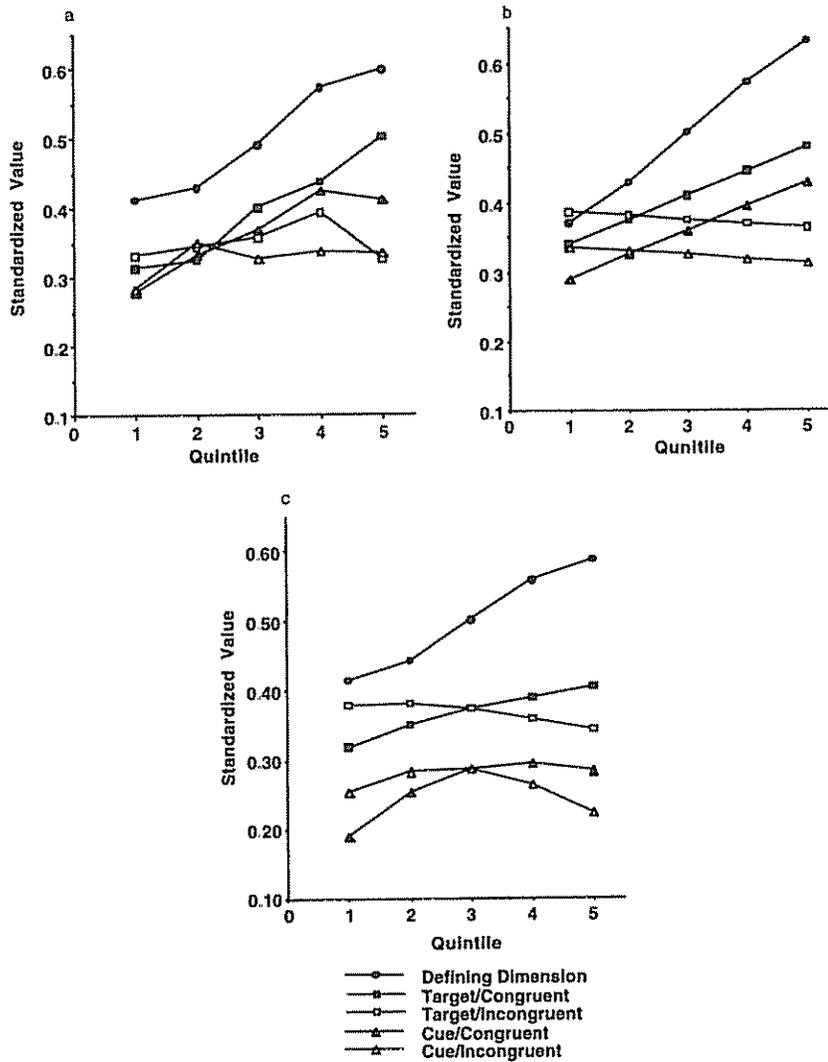 a
0.6
0.5
0.4
0.3
0.2
0.1
Standardized Value
0 1 2 3 4 5
Quintile
b
0.6
0.5
0.4
0.3
0.2
0.1
Standardized Value
0 1 2 3 4 5
Qunitile
c
0.60
0.50
0.40
0.30
0.20
0.10
Standardized Value
0 1 2 3 4 5
Quintile
Defining Dimension
Target/Congruent
Target/Incongruent
Cue/Congruent
Cue/Incongruent